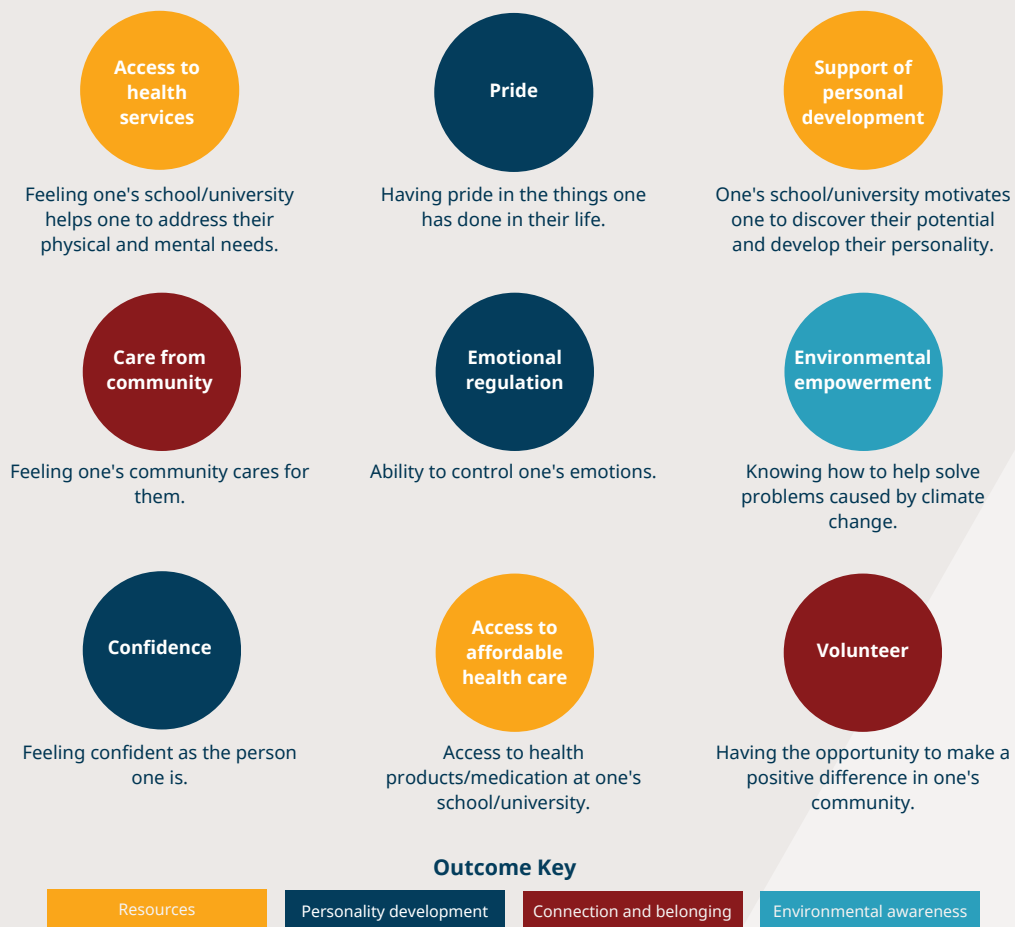 Access to
health
services
Feeling one's school/university
helps one to address their
physical and mental needs.
Pride
Having pride in the things one
has done in their life.
Support of
personal
development
One's school/university motivates
one to discover their potential
and develop their personality.
Care from
community
Feeling one's community cares for
them.
Emotional
regulation
Ability to control one's emotions.
Environmental
empowerment
Knowing how to help solve
problems caused by climate
change.
Confidence
Feeling confident as the person
one is.
Access to
affordable
health care
Access to health
products/medication at one's
school/university.
Volunteer
Having the opportunity to make a
positive difference in one's
community.
Outcome Key
Resources
Personality development
Connection and belonging
Environmental awareness